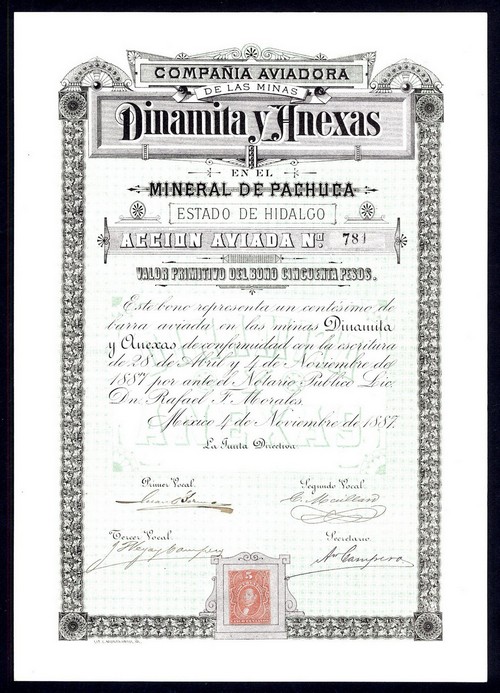 COMPAÑIA AVIADORA
DE LAS MINAS
Dinamita y Anexas
EN EL
MINERAL DE PACHUCA
ESTADO DE HIDALGO
ACCION AVIADA No. 781
VALOR PRIMITIVO DEL BONO CINCUENTA PESOS.
Este bono representa un centésimo de
barra aviada en las minas Dinamita
y Anexas de conformidad con la escritura
de 28 de Abril y 4 de Noviembre de
1887 por ante el Notario Público Lic.
Dn. Rafael F. Morales.
Mexico 4 de Noviembre de 1887.
La Junta Directiva
Primer Vocal. Segundo Vocal.
Tercer Vocal. Secretario.
5